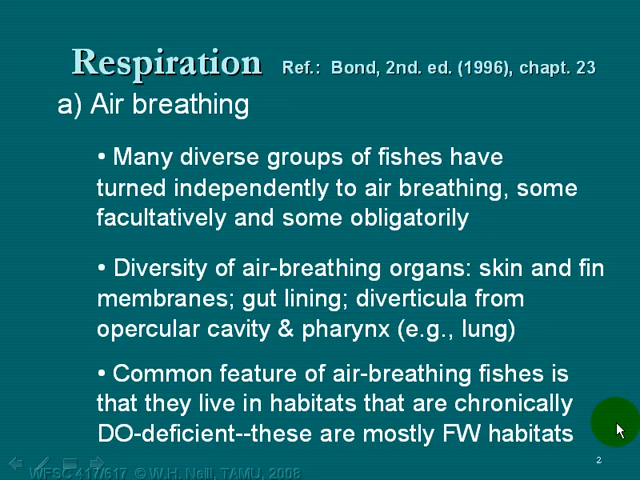 Respiration Ref.: Bond, 2nd. ed. (1996), chapt. 23
a) Air breathing
• Many diverse groups of fishes have
turned independently to air breathing, some
facultatively and some obligatorily
• Diversity of air-breathing organs: skin and fin
membranes; gut lining; diverticula from
opercular cavity & pharynx (e.g., lung)
• Common feature of air-breathing fishes is
that they live in habitats that are chronically
DO-deficient--these are mostly FW habitats
2
WFSC 417/617 © W.H. Neill, TAMU, 2008